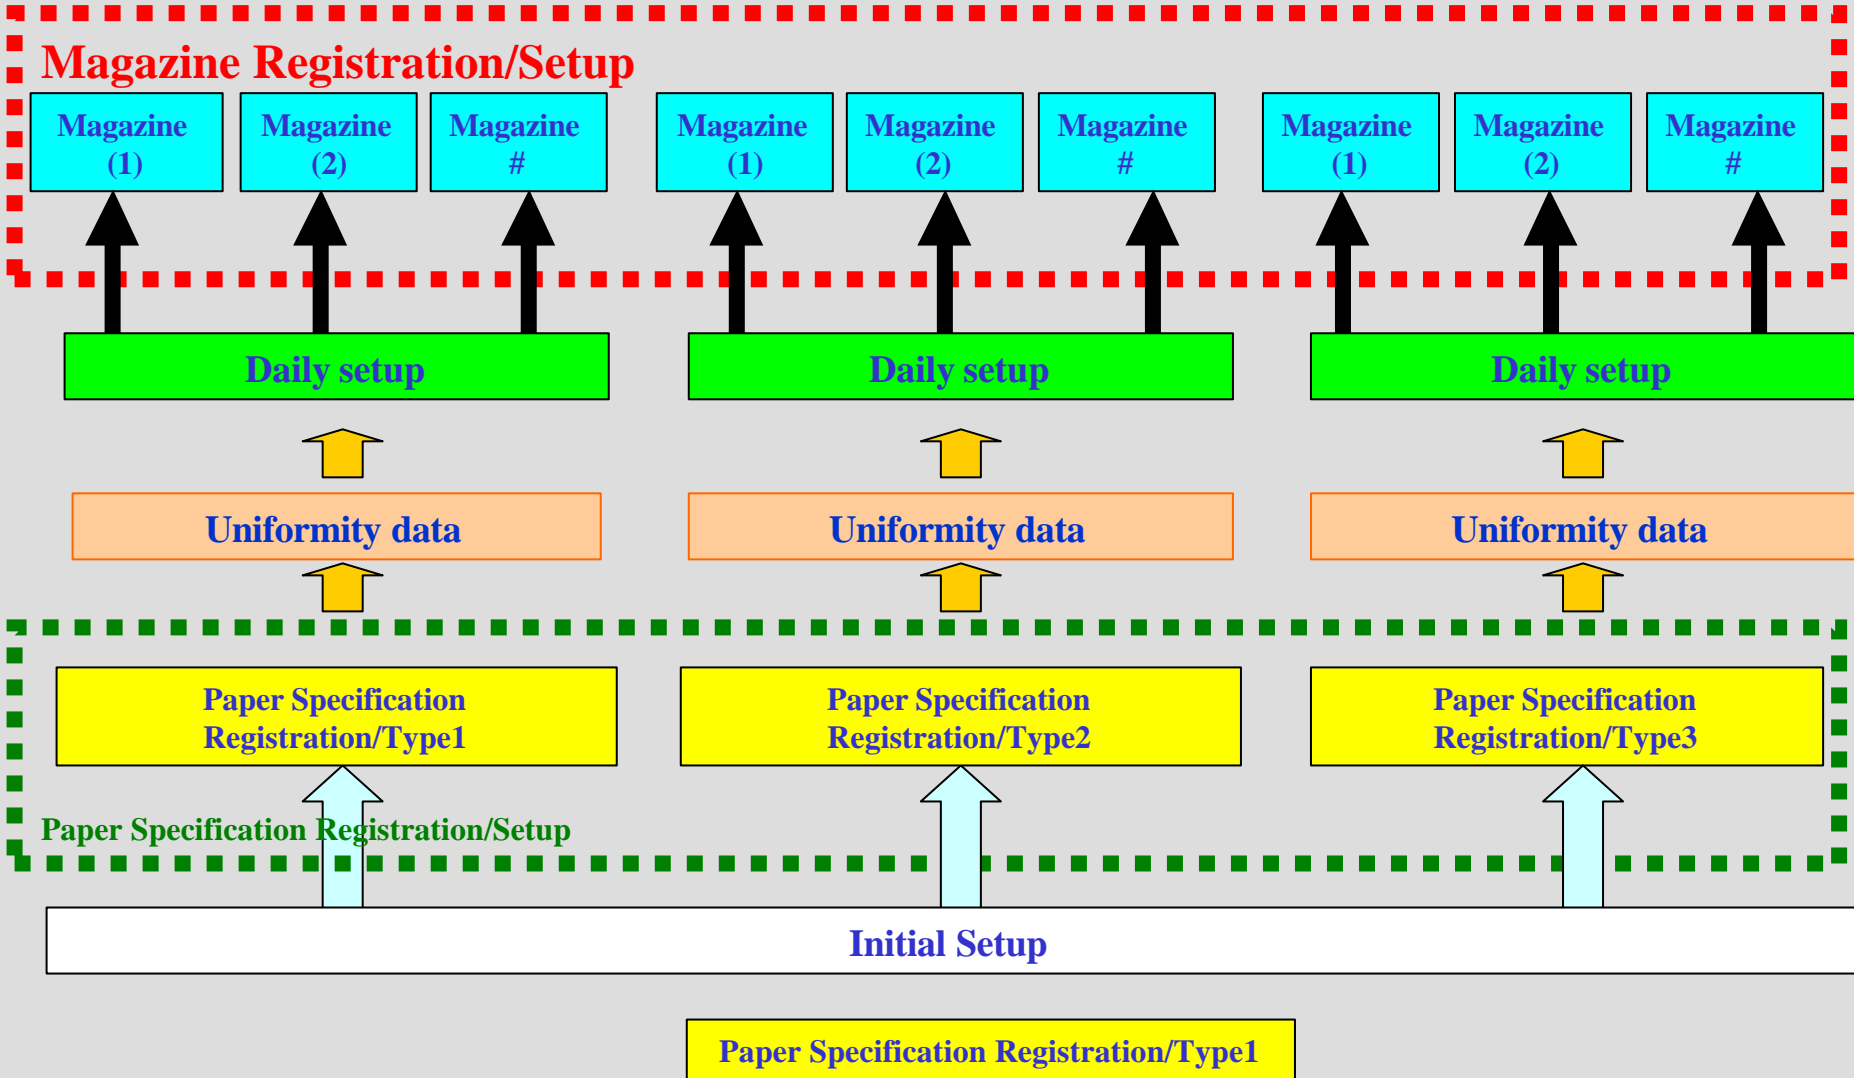 Magazine Registration/Setup
Magazine
(1)
Magazine
(2)
Magazine
#
Magazine
(1)
Magazine
(2)
Magazine
#
Magazine
(1)
Magazine
(2)
Magazine
#
Daily setup
Daily setup
Daily setup
Uniformity data
Uniformity data
Uniformity data
Paper Specification
Registration/Type1
Paper Specification
Registration/Type2
Paper Specification
Registration/Type3
Paper Specification Registration/Setup
Initial Setup
Paper Specification Registration/Type1